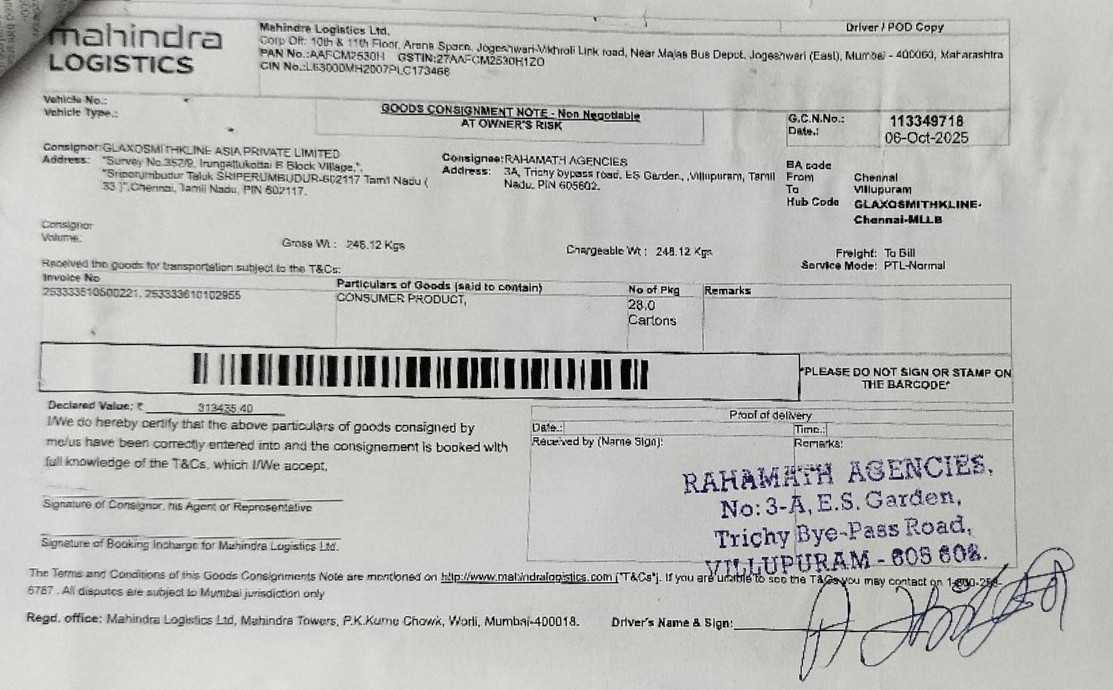 mahindra
LOGISTICS
Mahindra Logistics Ltd.
Corp Off: 10th & 11th Floor, Arena Space, Jogeshwari-Vikhroli Link road, Near Majas Bus Depot, Jogeshwari (East), Mumbai - 400060, Maharashtra
PAN No.:AAFCM2530H GSTIN:27AAFCM2530H1ZO
CIN No.:L63000MH2007PLC173466
Driver / POD Copy
Vehicle No.:
Vehicle Type.:
GOODS CONSIGNMENT NOTE - Non Negotiable
AT OWNER'S RISK
G.C.N.No.: 113349718
Date.: 06-Oct-2025
Consignor:GLAXOSMITHKLINE ASIA PRIVATE LIMITED
Address: "Survey No.352/9, Irungattukottai B Block Village,",
"Sriperumbudur Taluk SRIPERUMBUDUR-602117 Tamil Nadu (
33 )",Chennai, Tamil Nadu, PIN 602117.
Consignee:RAHAMATH AGENCIES
Address: 3A, Trichy bypass road, ES Garden, ,Villupuram, Tamil
Nadu, PIN 605602.
BA code
From Chennai
To Villupuram
Hub Code GLAXOSMITHKLINE-
Chennai-MLLB
Consignor
Volume:
Gross Wt : 248.12 Kgs
Chargeable Wt : 248.12 Kgs
Freight: To Bill
Service Mode: PTL-Normal
Received the goods for transportation subject to the T&Cs:
Invoice No
Particulars of Goods (said to contain)
No of Pkg
Remarks
253333610500221, 253333610102955
CONSUMER PRODUCT,
28.0
Cartons
"PLEASE DO NOT SIGN OR STAMP ON
THE BARCODE"
Declared Value: ₹ 313435.40
I/We do hereby certify that the above particulars of goods consigned by
me/us have been correctly entered into and the consignement is booked with
full knowledge of the T&Cs, which I/We accept,
Signature of Consignor, his Agent or Representative
Signature of Booking Incharge for Mahindra Logistics Ltd.
Proof of delivery
Date.:
Time.:
Received by (Name Sign):
Remarks:
RAHAMATH AGENCIES,
No: 3-A, E.S. Garden,
Trichy Bye-Pass Road,
VILLUPURAM - 605 602.
The Terms and Conditions of this Goods Consignments Note are mentioned on http://www.mahindralogistics.com ("T&Cs"). If you are unable to see the T&Cs you may contact on 1-800-258-
6787 . All disputes are subject to Mumbai jurisdiction only
Regd. office: Mahindra Logistics Ltd, Mahindra Towers, P.K.Kurne Chowk, Worli, Mumbai-400018.
Driver's Name & Sign: